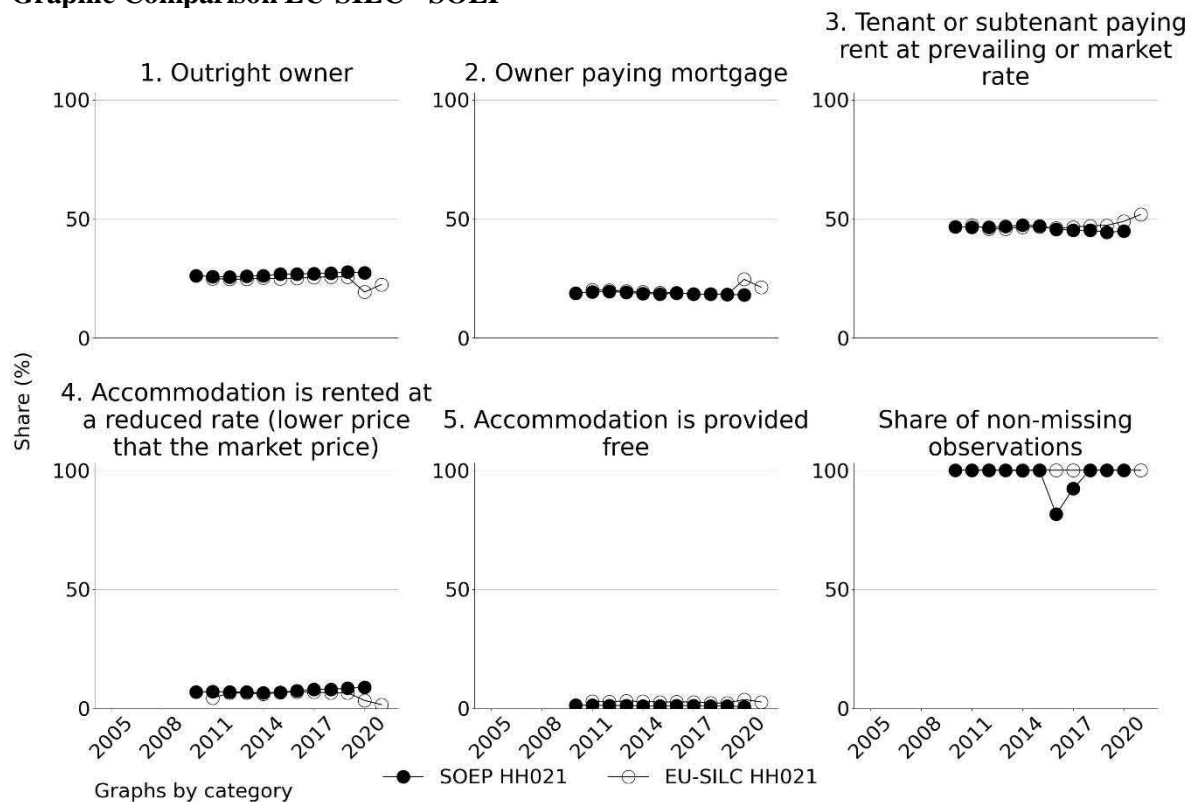 Graphic Comparison EU-SILC - SOEP
1. Outright owner
2. Owner paying mortgage
3. Tenant or subtenant paying
rent at prevailing or market
rate
100
50
0
100
50
0
100
50
0
Share (%)
4. Accommodation is rented at
a reduced rate (lower price
that the market price)
5. Accommodation is provided
free
Share of non-missing
observations
100
50
0
100
50
0
100
50
0
2005
2008
2011
2014
2017
2020
2005
2008
2011
2014
2017
2020
2005
2008
2011
2014
2017
2020
SOEP HH021
EU-SILC HH021
Graphs by category